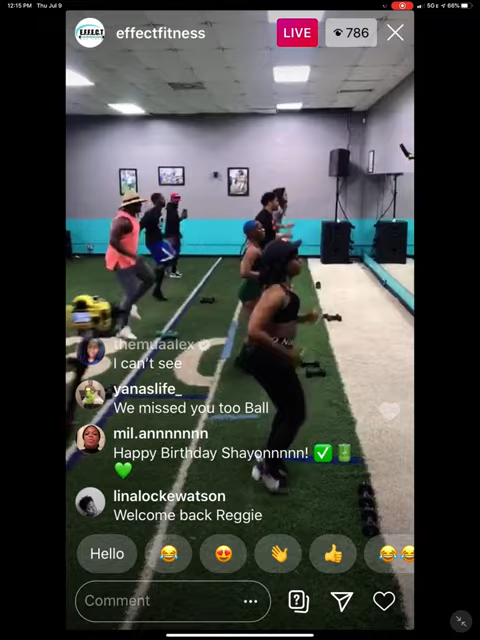 12:15 PM Thu Jul 9
5G E 66%
E.F.F.E.C.T
effectfitness
LIVE
786
themuaalex
I can't see
yanaslife_
We missed you too Ball
mil.annnnnnn
Happy Birthday Shayonnnnn!
linalockewatson
Welcome back Reggie
Hello
Comment